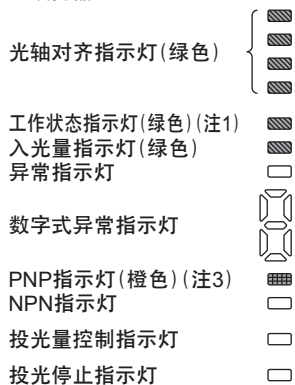 光轴对齐指示灯(绿色)
工作状态指示灯(绿色)(注1)
入光量指示灯(绿色)
异常指示灯
数字式异常指示灯
PNP指示灯(橙色)(注3)
NPN指示灯
投光量控制指示灯
投光停止指示灯